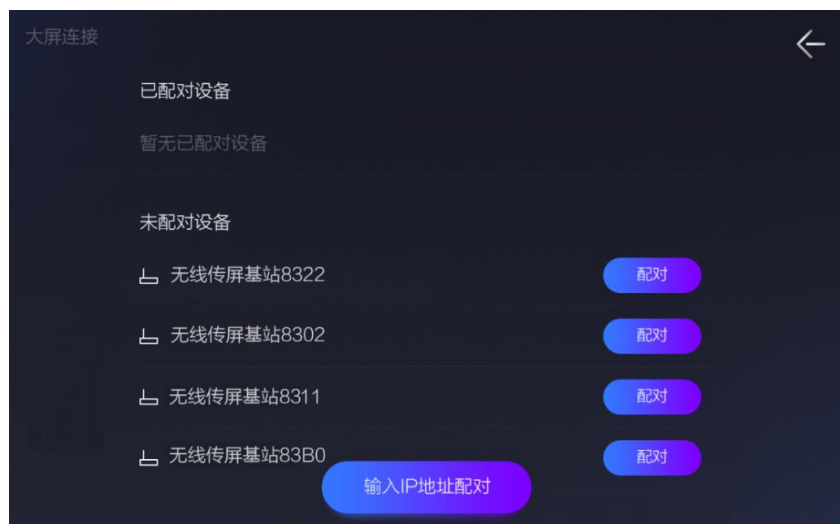 大屏连接
已配对设备
暂无已配对设备
未配对设备
无线传屏基站8322 配对
无线传屏基站8302 配对
无线传屏基站8311 配对
无线传屏基站83B0 配对
输入IP地址配对